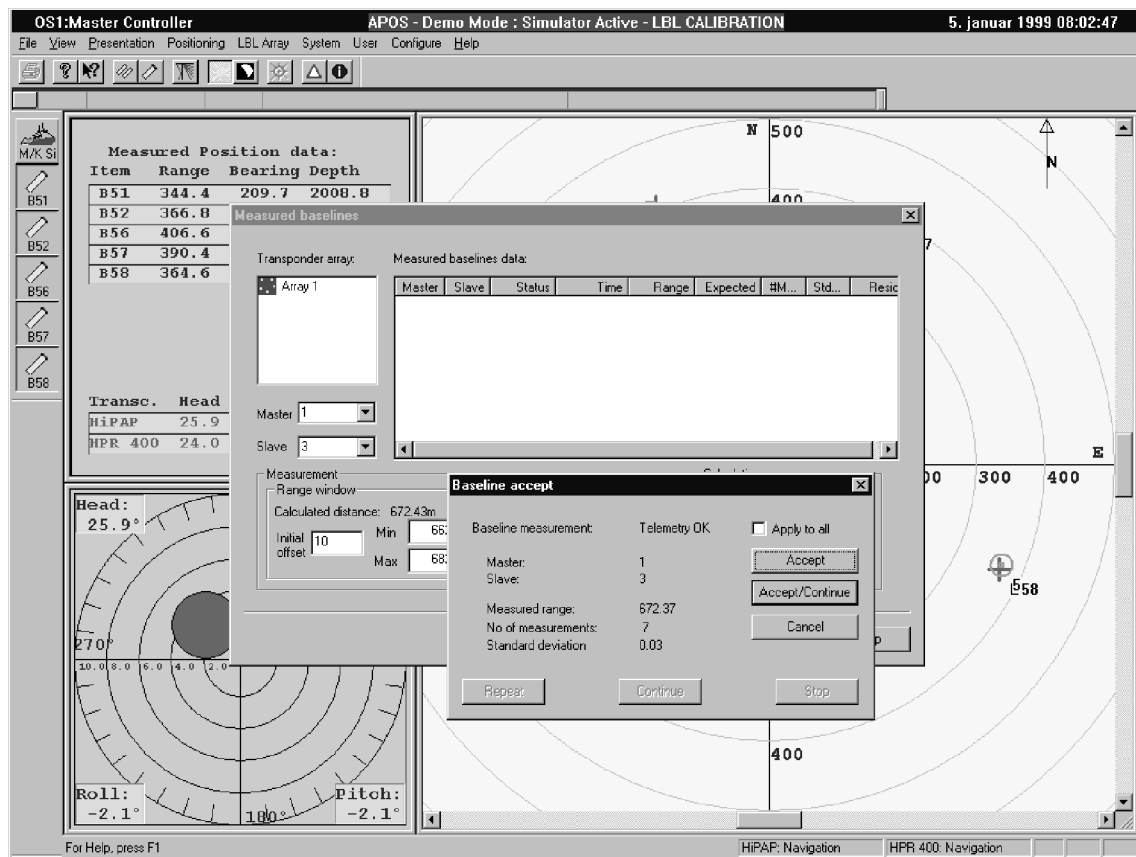 OS1:Master Controller APOS - Demo Mode : Simulator Active - LBL CALIBRATION 5. januar 1999 08:02:47
File View Presentation Positioning LBL Array System User Configure Help
M/K Si
B51
B52
B56
B57
B58
Measured Position data:
Item Range Bearing Depth
B51 344.4 209.7 2008.8
B52 366.8
B56 406.6
B57 390.4
B58 364.6
Transc. Head
HiPAP 25.9
HPR 400 24.0
N 500
400
N
7
E
00 300 400
58
400
Measured baselines
Transponder array:
Array 1
Measured baselines data:
Master Slave Status Time Range Expected #M... Std... Resid
Master 1
Slave 3
Measurement
Range window
Calculated distance: 672.43m
Initial offset 10
Min 66
Max 68
Baseline accept
Baseline measurement: Telemetry OK
Apply to all
Master: 1
Slave: 3
Measured range: 672.37
No of measurements: 7
Standard deviation 0.03
Accept
Accept/Continue
Cancel
Repeat Continue Stop
p
Head:
25.9°
270°
10.0 8.0 6.0 4.0 2.0
Roll:
-2.1°
180°
Pitch:
-2.1°
For Help, press F1
HiPAP: Navigation HPR 400: Navigation